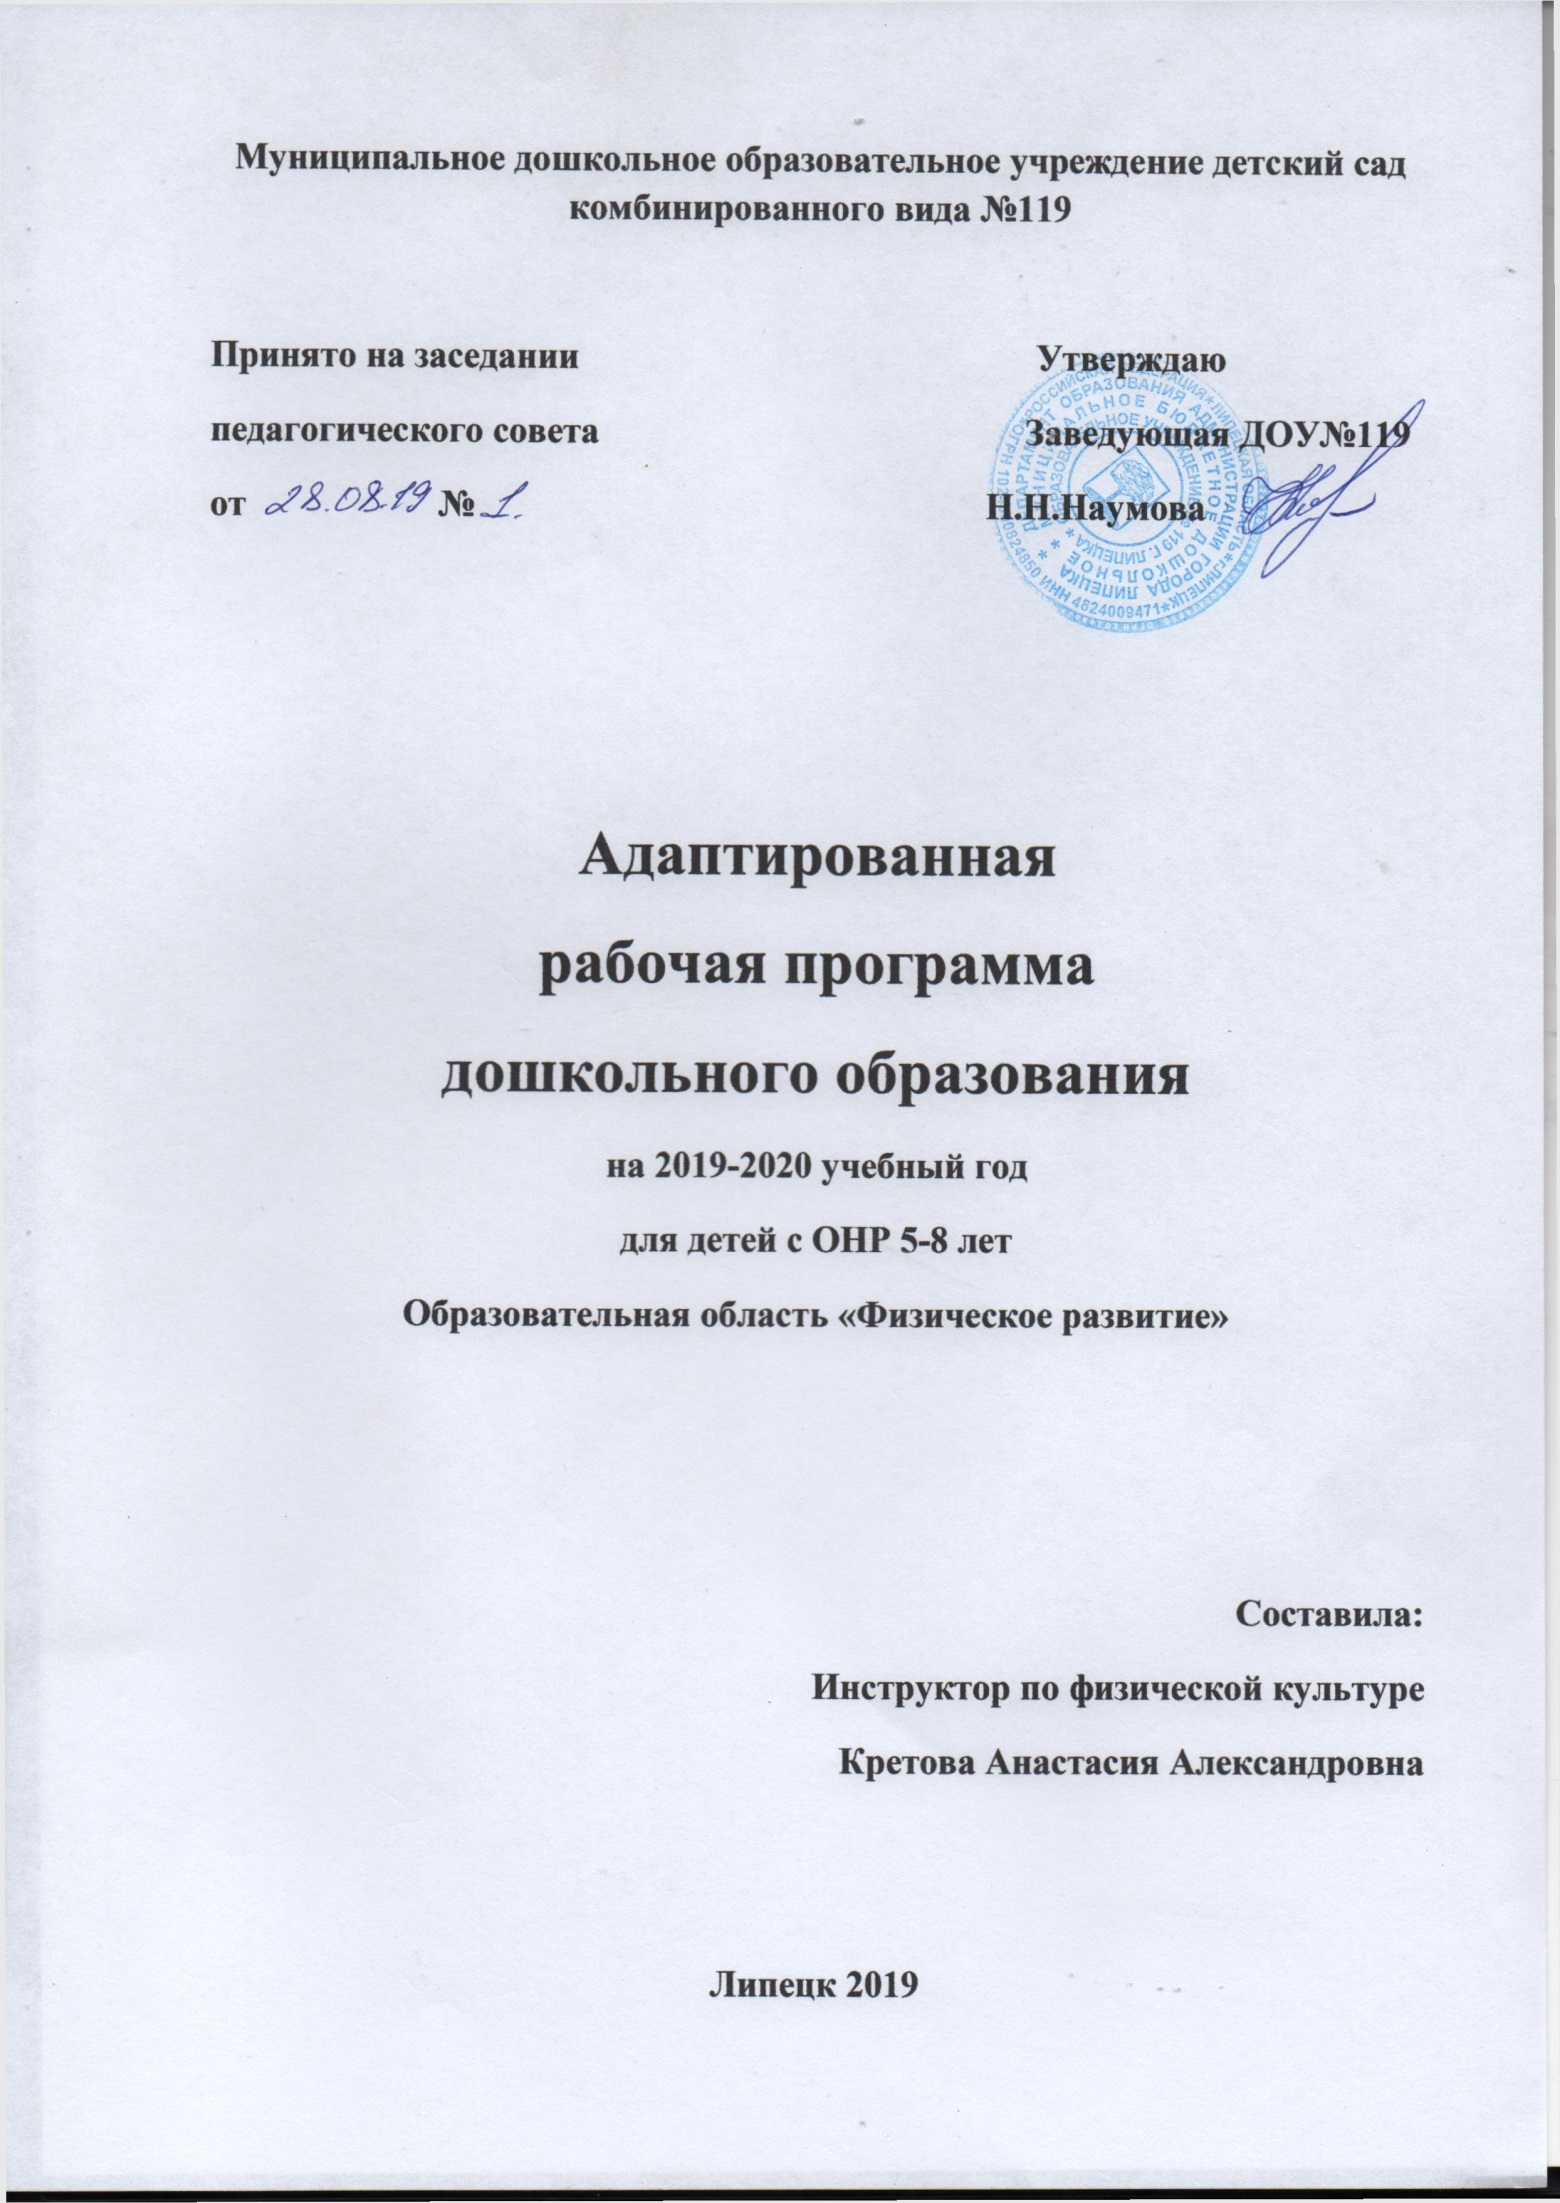 Муниципальное дошкольное образовательное учреждение детский сад
комбинированного вида №119
Принято на заседании
Утверждаю
педагогического совета
Заведующая ДОУ№119
от 28.08.19 № 1.
Н.Н.Наумова
ИНН 4824009471
Адаптированная
рабочая программа
дошкольного образования
на 2019-2020 учебный год
для детей с ОНР 5-8 лет
Образовательная область «Физическое развитие»
Составила:
Инструктор по физической культуре
Кретова Анастасия Александровна
Липецк 2019